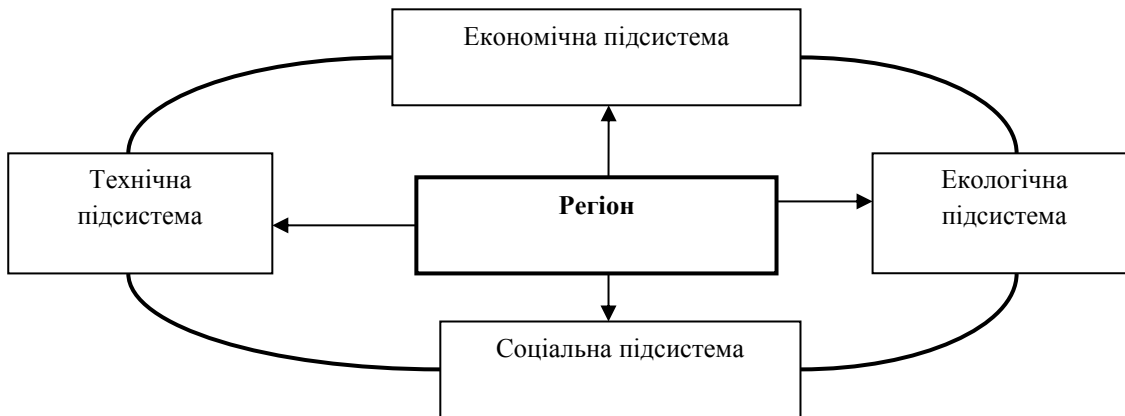 Економічна підсистема
Технічна
підсистема
Регіон
Екологічна
підсистема
Соціальна підсистема